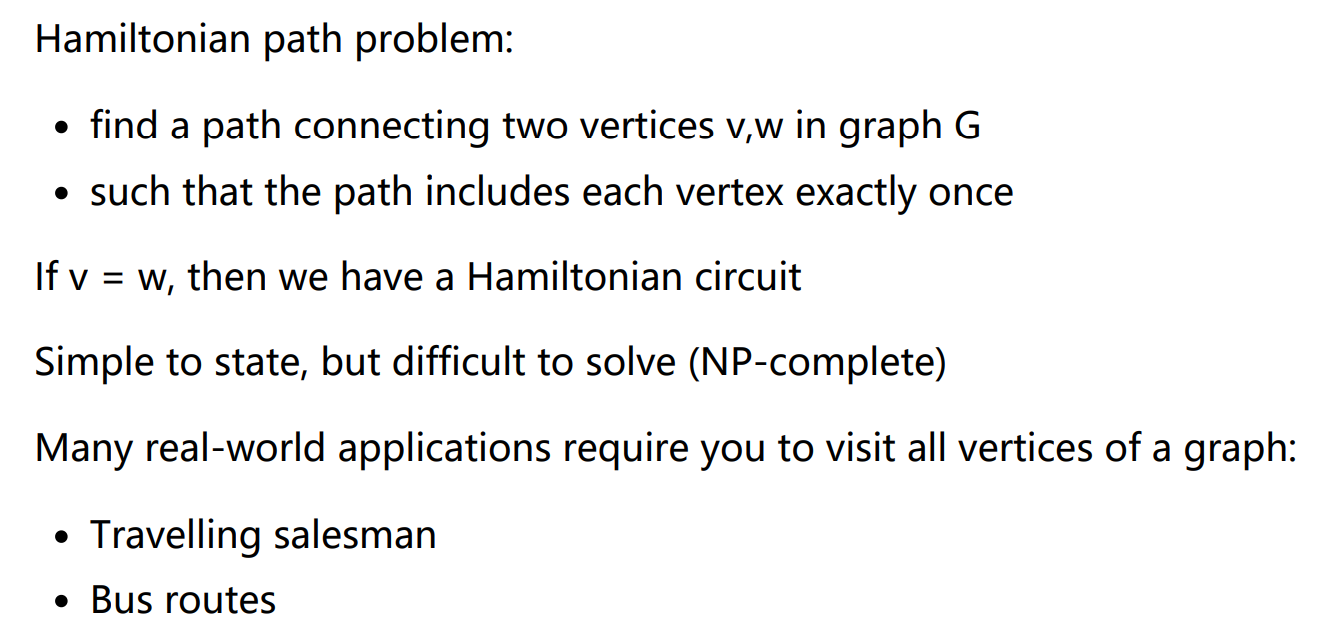 Hamiltonian path problem:
• find a path connecting two vertices v,w in graph G
• such that the path includes each vertex exactly once
If v = w, then we have a Hamiltonian circuit
Simple to state, but difficult to solve (NP-complete)
Many real-world applications require you to visit all vertices of a graph:
• Travelling salesman
• Bus routes